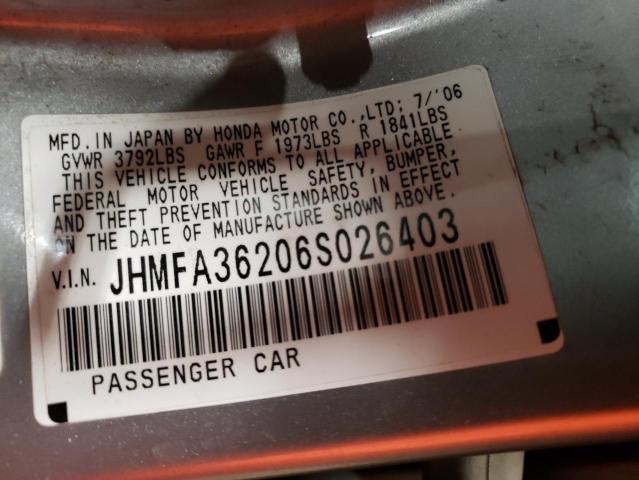 MFD. IN JAPAN BY HONDA MOTOR CO.,LTD; 7/'06
GVWR 3792LBS GAWR F 1973LBS R 1841LBS
THIS VEHICLE CONFORMS TO ALL APPLICABLE
FEDERAL MOTOR VEHICLE SAFETY, BUMPER,
AND THEFT PREVENTION STANDARDS IN EFFECT
ON THE DATE OF MANUFACTURE SHOWN ABOVE.
V.I.N. JHMFA36206S026403
PASSENGER CAR